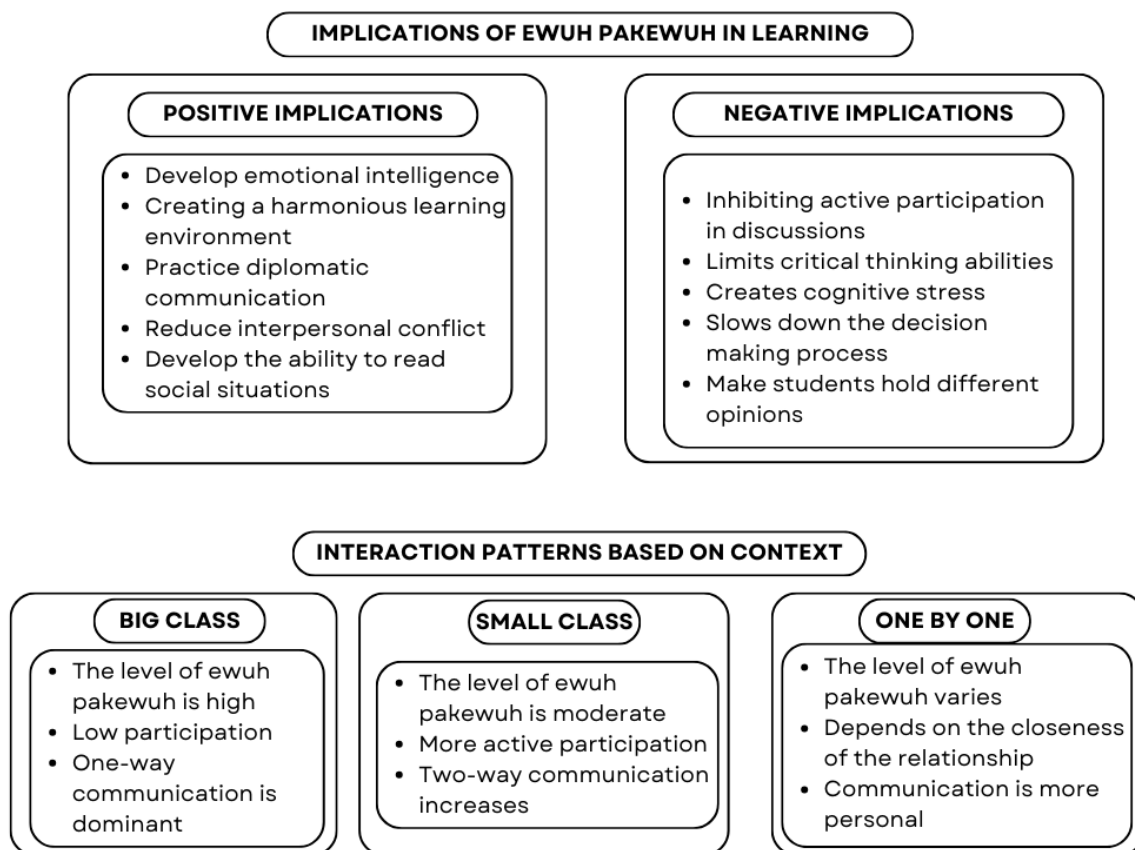 IMPLICATIONS OF EWUH PAKEWUH IN LEARNING
POSITIVE IMPLICATIONS
• Develop emotional intelligence
• Creating a harmonious learning
environment
• Practice diplomatic
communication
• Reduce interpersonal conflict
• Develop the ability to read
social situations
NEGATIVE IMPLICATIONS
• Inhibiting active participation
in discussions
• Limits critical thinking abilities
• Creates cognitive stress
• Slows down the decision
making process
• Make students hold different
opinions
INTERACTION PATTERNS BASED ON CONTEXT
BIG CLASS
• The level of ewuh
pakewuh is high
• Low participation
• One-way
communication is
dominant
SMALL CLASS
• The level of ewuh
pakewuh is moderate
• More active participation
• Two-way communication
increases
ONE BY ONE
• The level of ewuh
pakewuh varies
• Depends on the closeness
of the relationship
• Communication is more
personal